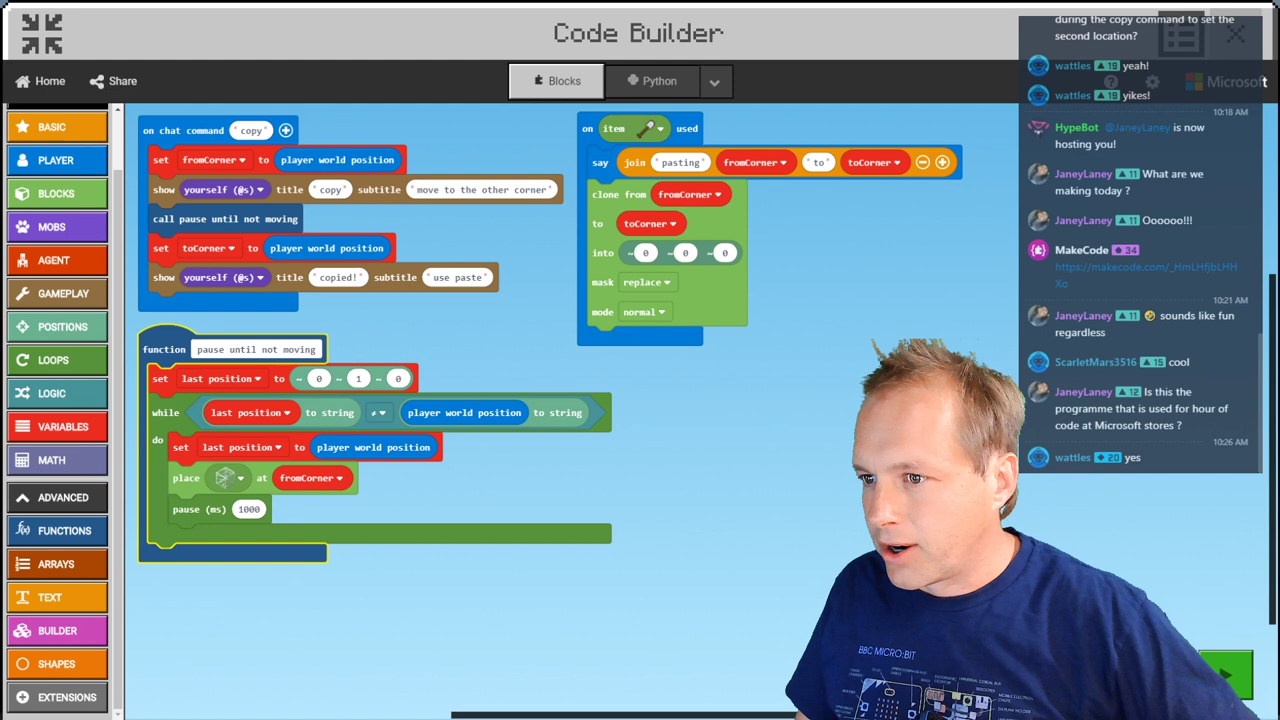 Code Builder
Home
Share
Blocks
Python
Microsoft
BASIC
PLAYER
BLOCKS
MOBS
AGENT
GAMEPLAY
POSITIONS
LOOPS
LOGIC
VARIABLES
MATH
ADVANCED
FUNCTIONS
ARRAYS
TEXT
BUILDER
SHAPES
EXTENSIONS
on chat command "copy"
set fromCorner to player world position
show yourself (@s) title "copy" subtitle "move to the other corner"
call pause until not moving
set toCorner to player world position
show yourself (@s) title "copied!" subtitle "use paste"
function pause until not moving
set last position to ~ 0 ~ 1 ~ 0
while last position to string ≠ player world position to string
do
set last position to player world position
place at fromCorner
pause (ms) 1000
on item used
say join "pasting" fromCorner "to" toCorner
clone from fromCorner
to toCorner
into ~ 0 ~ 0 ~ 0
mask replace
mode normal
during the copy command to set the
second location?
wattles 19 yeah!
wattles 19 yikes!
10:18 AM
HypeBot @JaneyLaney is now
hosting you!
JaneyLaney 11 What are we
making today ?
JaneyLaney 11 Oooooo!!!
MakeCode 34
https://makecode.com/_HmLHfjbLHH
Xo
10:21 AM
JaneyLaney 11 🤣 sounds like fun
regardless
ScarletMars3516 15 cool
JaneyLaney 12 Is this the
programme that is used for hour of
code at Microsoft stores ?
10:26 AM
wattles 20 yes
BBC MICRO:BIT